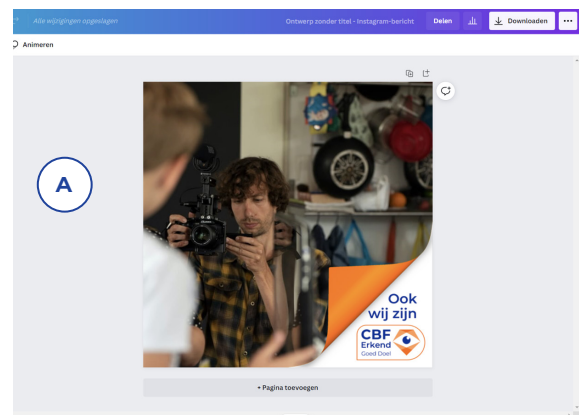 Alle wijzigingen opgeslagen
Ontwerp zonder titel - Instagram-bericht
Delen
Downloaden
Animeren
A
Ook
wij zijn
CBF
Erkend
Goed Doel
+ Pagina toevoegen